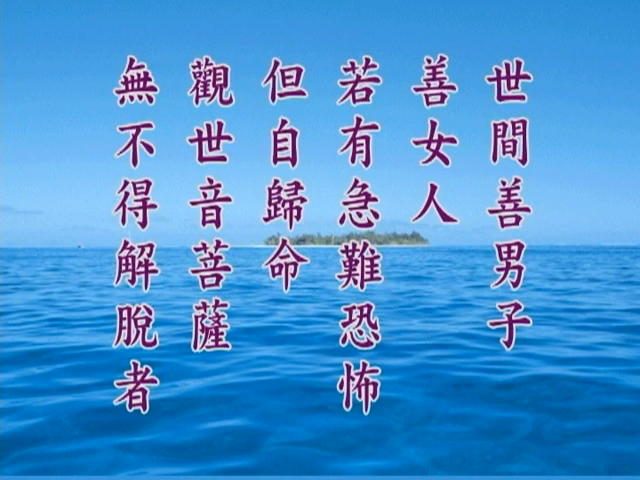 世間善男子
善女人
若有急難恐怖
但自歸命
觀世音菩薩
無不得解脫者